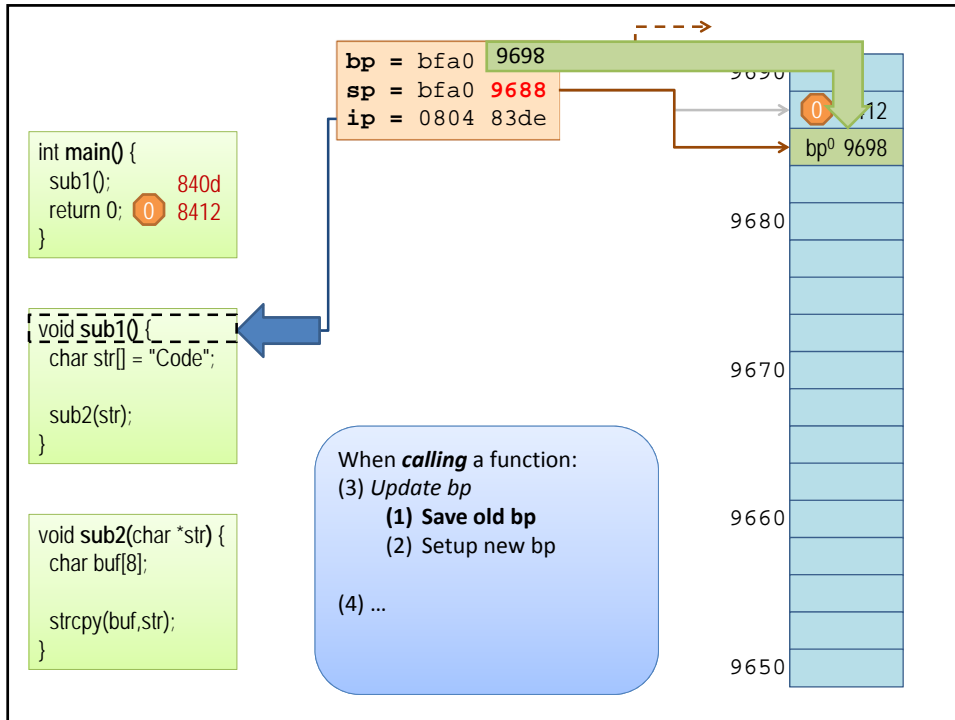 bp = bfa0 9698
sp = bfa0 9688
ip = 0804 83de
int main() {
sub1(); 840d
return 0; 0 8412
}
void sub1() {
char str[] = "Code";
sub2(str);
}
void sub2(char *str) {
char buf[8];
strcpy(buf,str);
}
When calling a function:
(3) Update bp
(1) Save old bp
(2) Setup new bp
(4) ...
9690
0 12
bp⁰ 9698
9680
9670
9660
9650